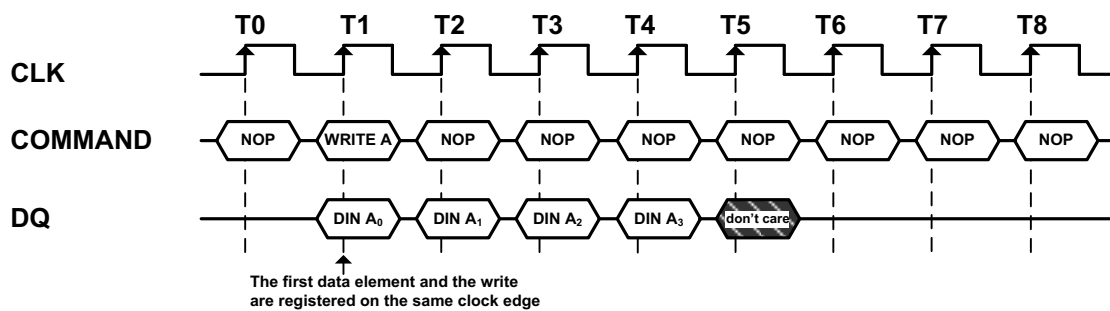 T0 T1 T2 T3 T4 T5 T6 T7 T8
CLK
COMMAND NOP WRITE A NOP NOP NOP NOP NOP NOP NOP
DQ DIN A₀ DIN A₁ DIN A₂ DIN A₃ don't care
The first data element and the write
are registered on the same clock edge